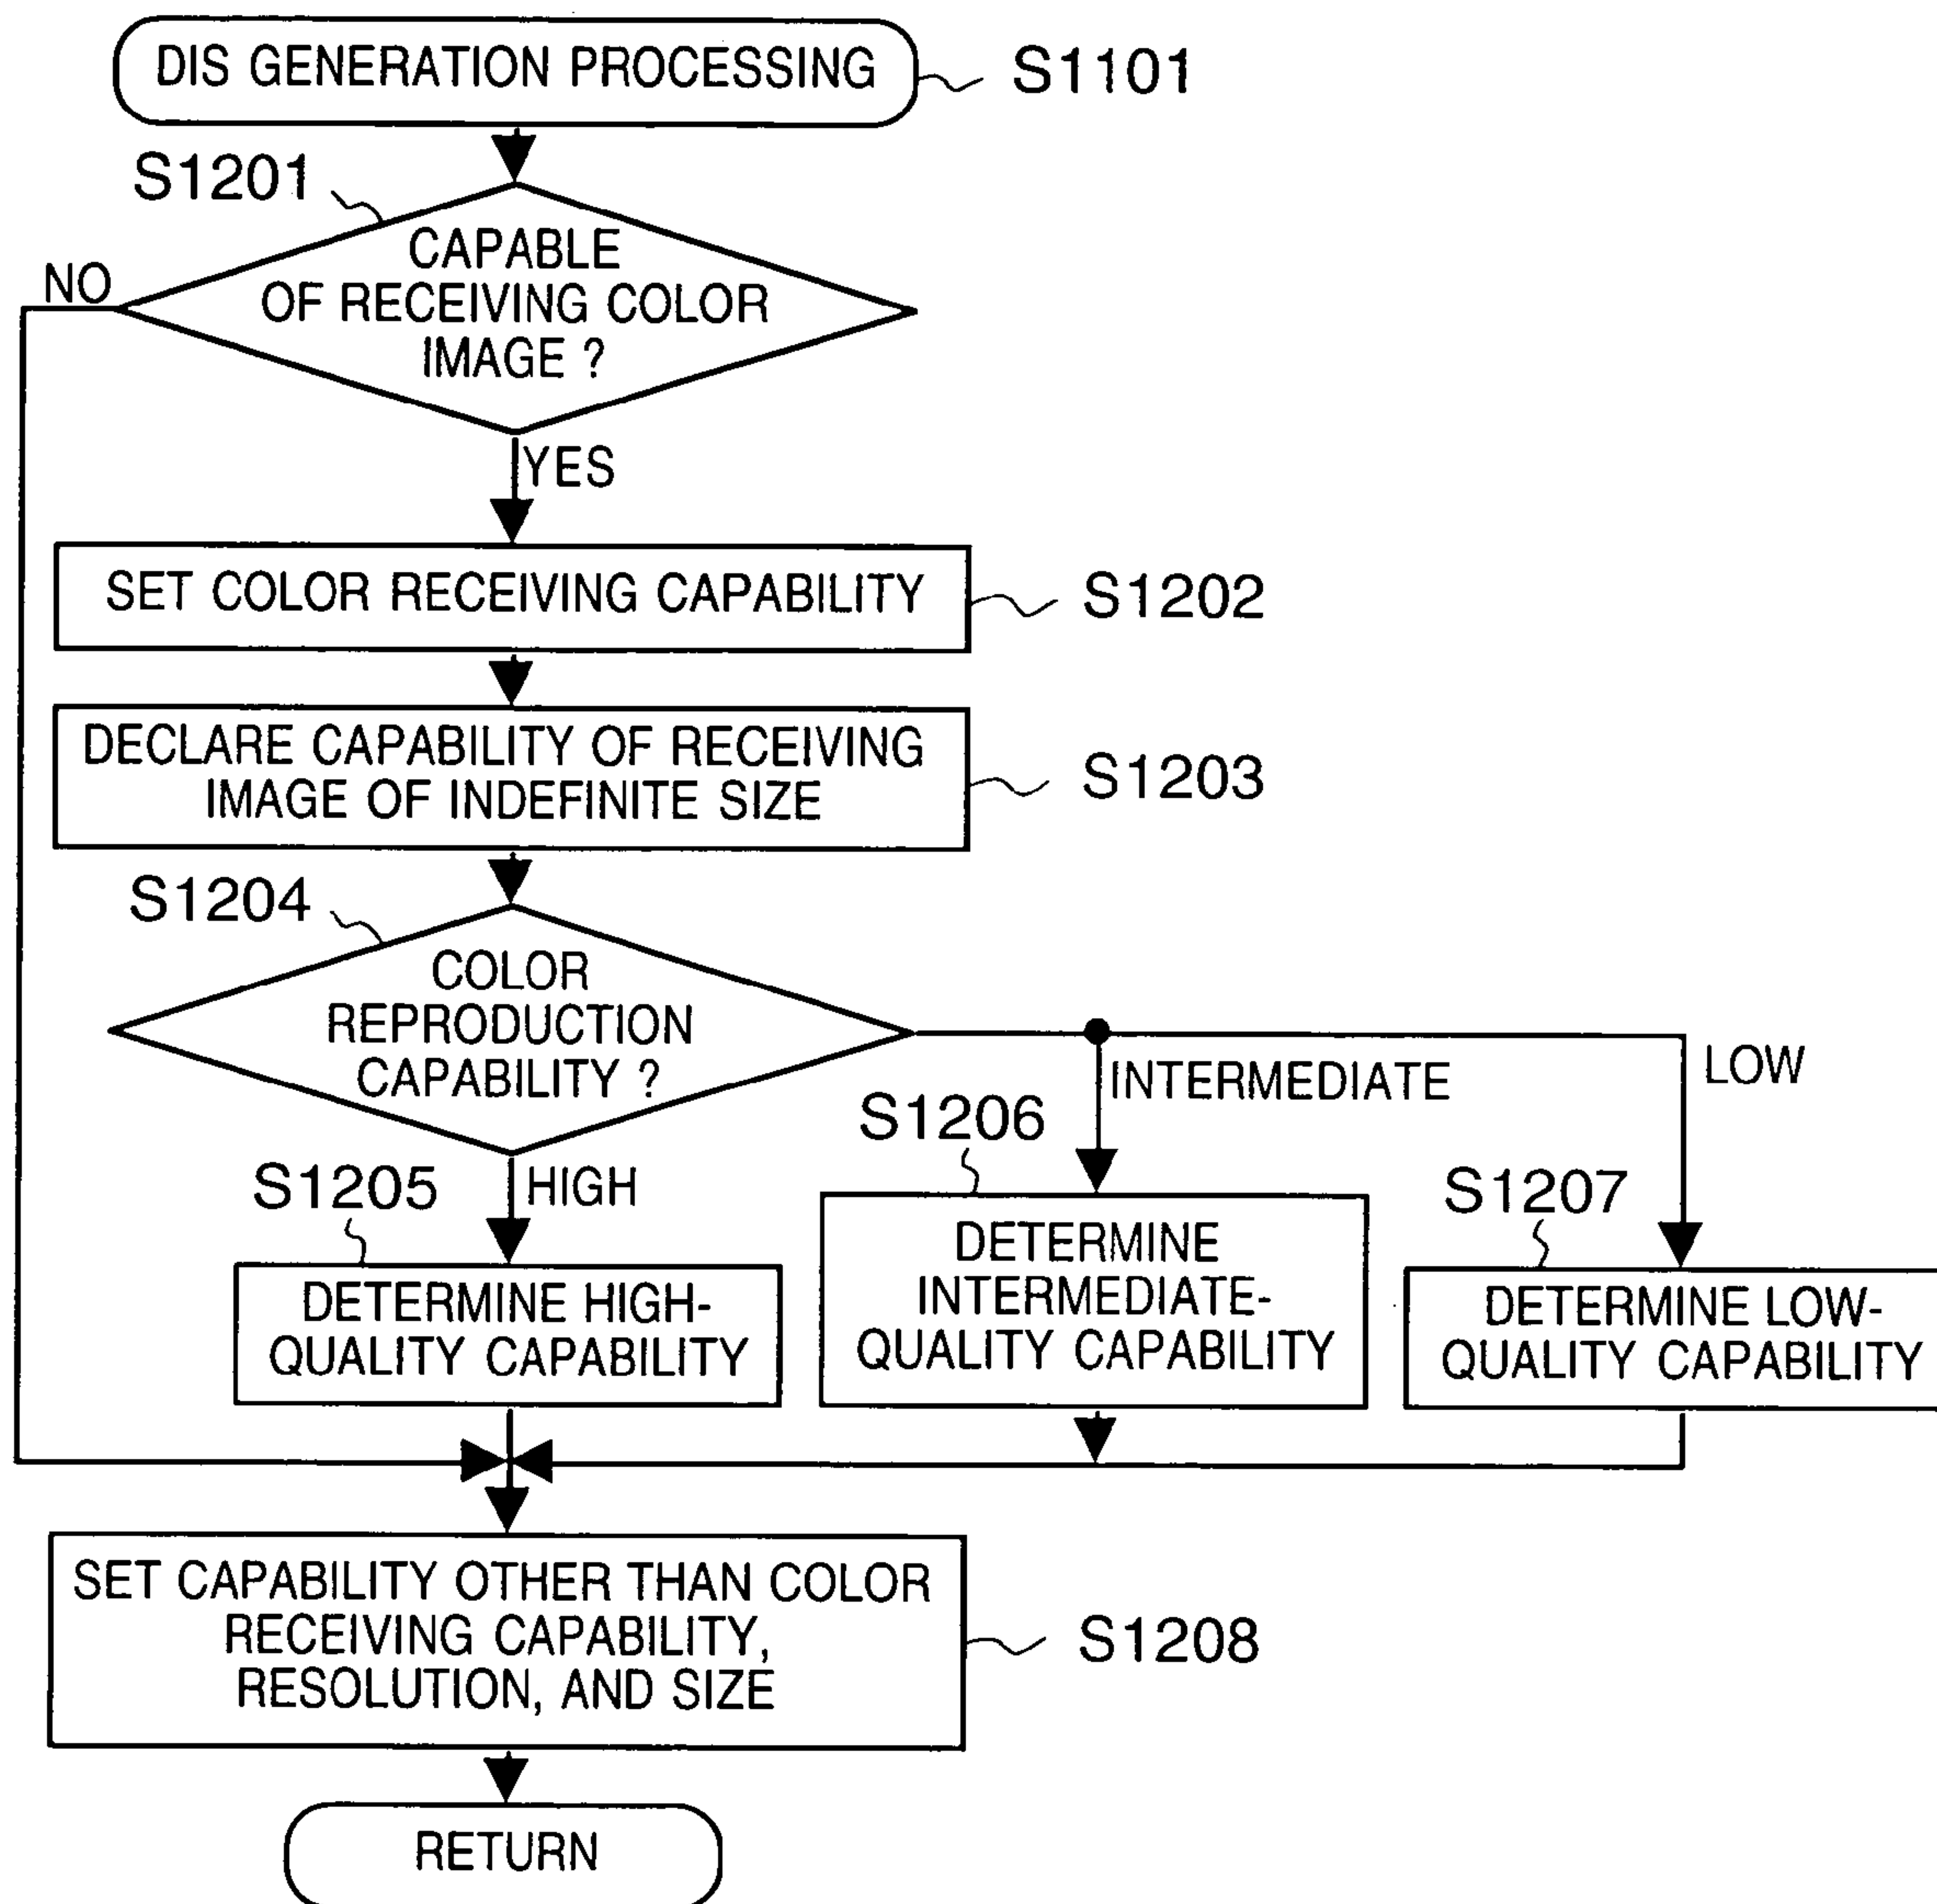 DIS GENERATION PROCESSING
S1101
S1201
CAPABLE
OF RECEIVING COLOR
IMAGE ?
NO
YES
SET COLOR RECEIVING CAPABILITY
S1202
DECLARE CAPABILITY OF RECEIVING
IMAGE OF INDEFINITE SIZE
S1203
S1204
COLOR
REPRODUCTION
CAPABILITY ?
INTERMEDIATE
LOW
HIGH
S1205
DETERMINE HIGH-
QUALITY CAPABILITY
S1206
DETERMINE
INTERMEDIATE-
QUALITY CAPABILITY
S1207
DETERMINE LOW-
QUALITY CAPABILITY
SET CAPABILITY OTHER THAN COLOR
RECEIVING CAPABILITY,
RESOLUTION, AND SIZE
S1208
RETURN